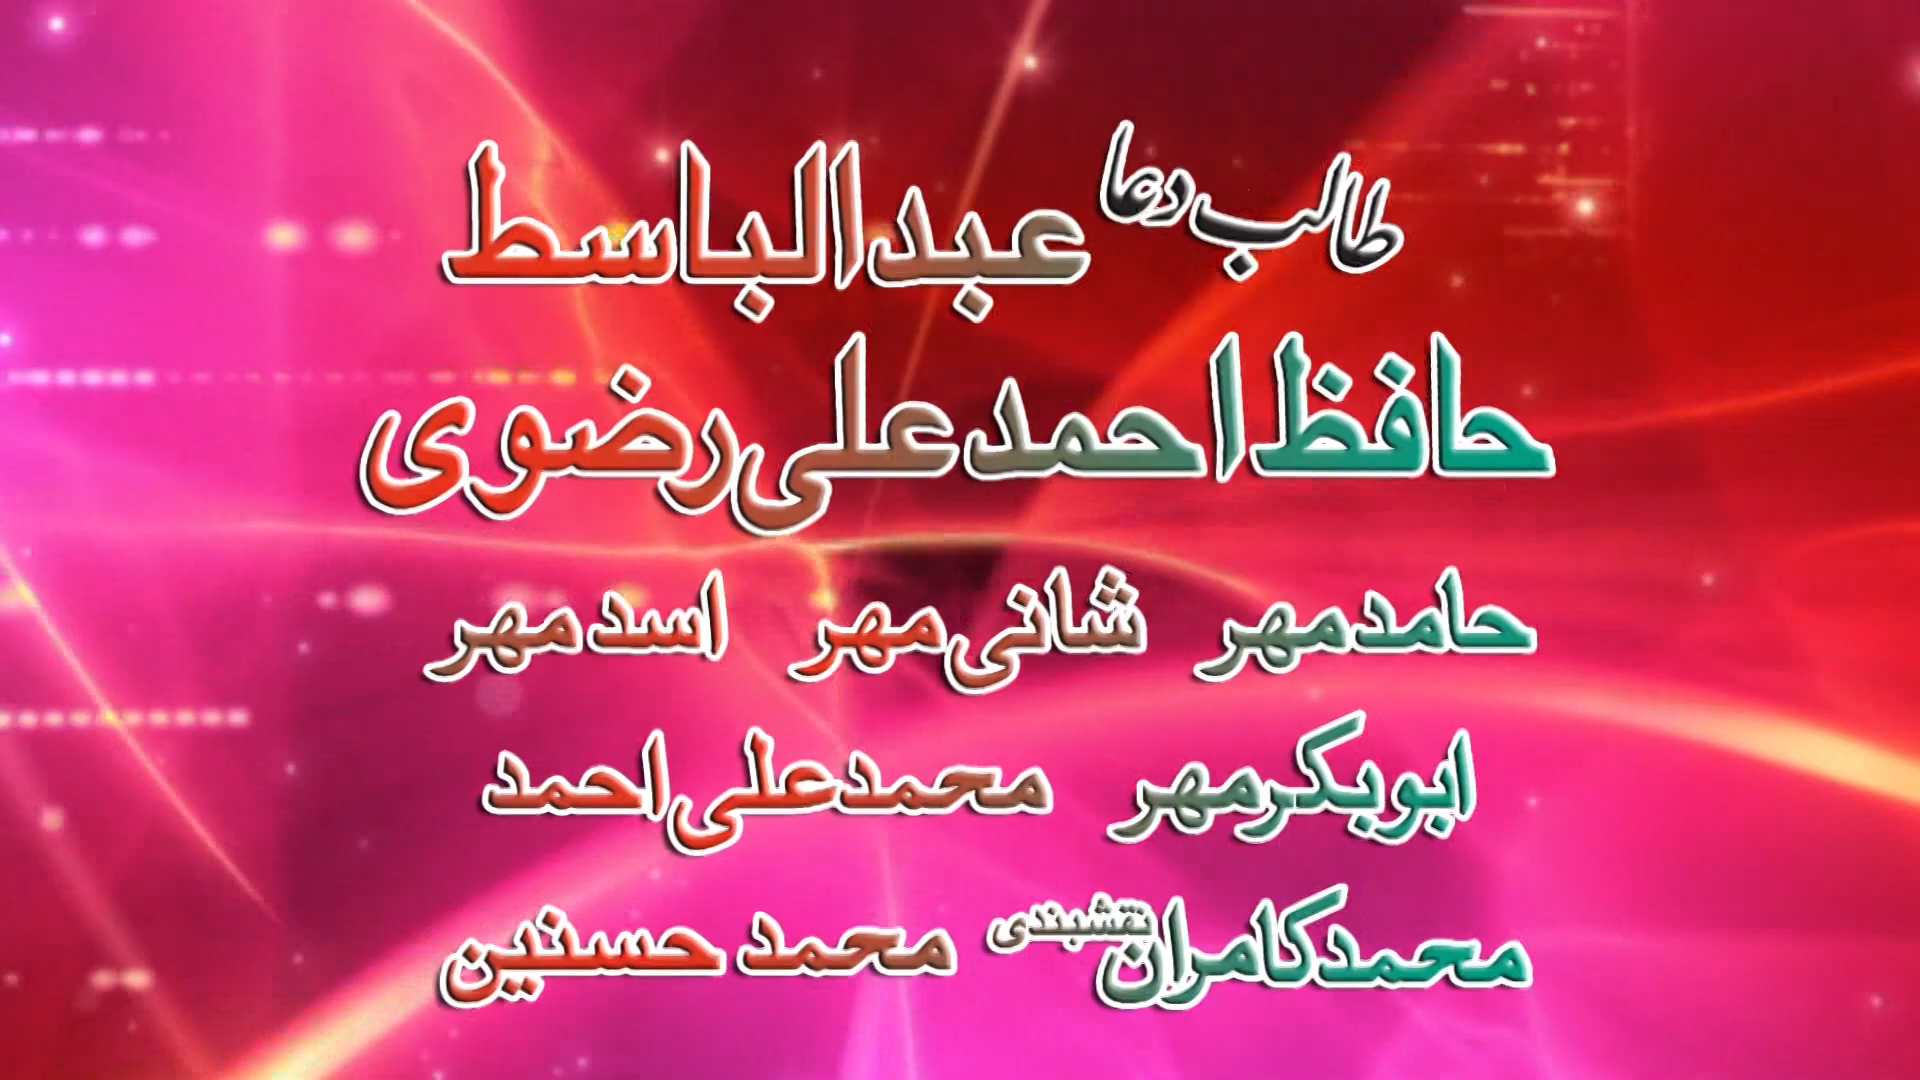 طالب دعا عبدالباسط
حافظ احمد علی رضوی
حامد مہر شانی مہر اسد مہر
ابوبکر مہر محمد علی احمد
محمد کامران نقشبندی محمد حسنین